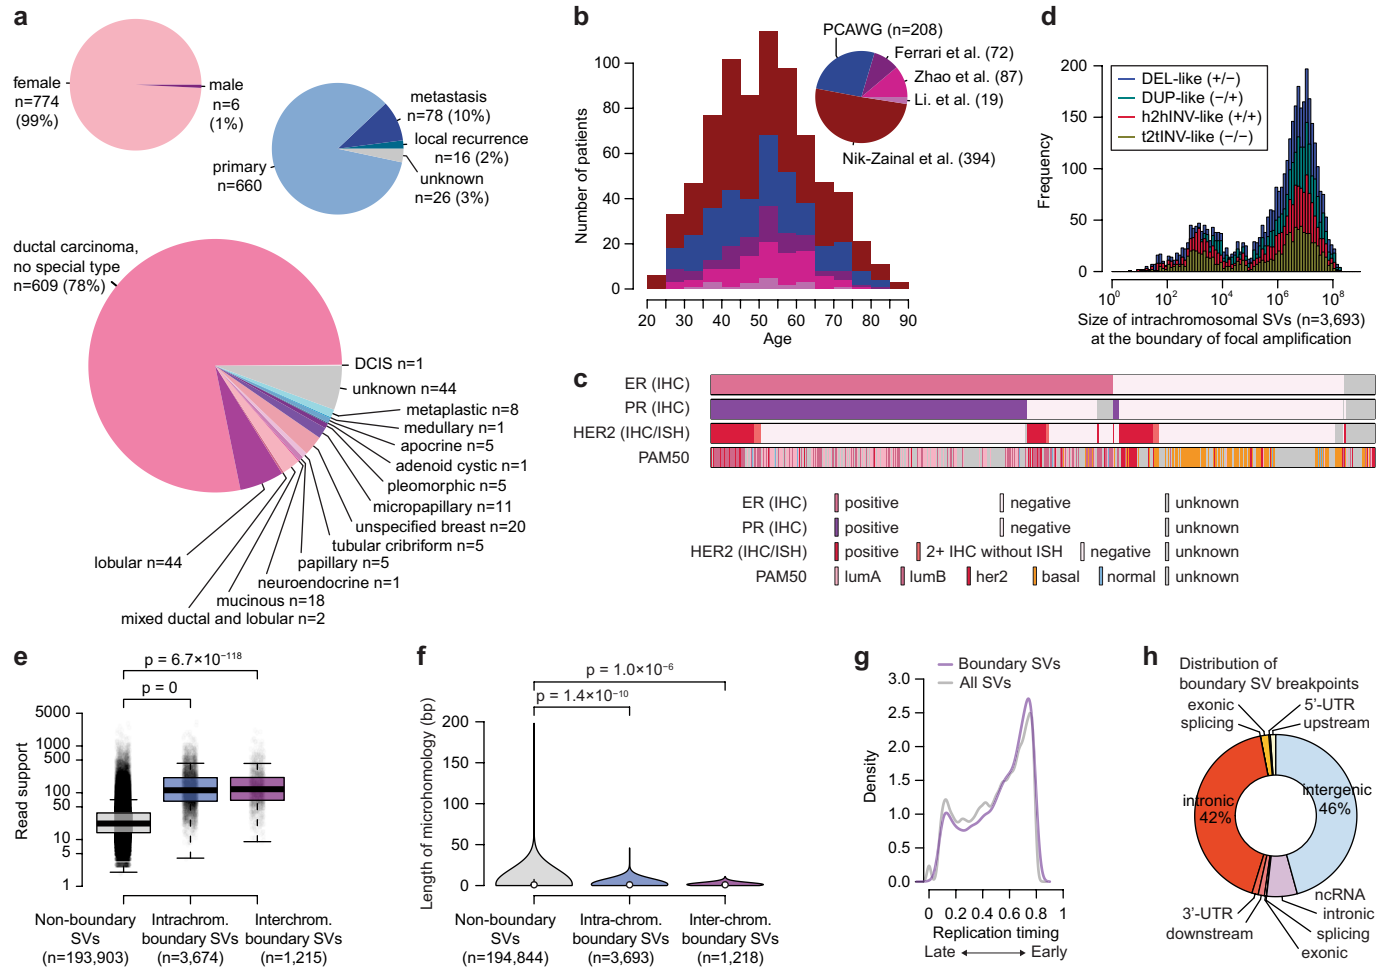 a
female
n=774
(99%)
male
n=6
(1%)
metastasis
n=78 (10%)
local recurrence
n=16 (2%)
primary
n=660
unknown
n=26 (3%)
ductal carcinoma,
no special type
n=609 (78%)
DCIS n=1
unknown n=44
metaplastic n=8
medullary n=1
apocrine n=5
adenoid cystic n=1
pleomorphic n=5
micropapillary n=11
unspecified breast n=20
tubular cribriform n=5
papillary n=5
neuroendocrine n=1
mucinous n=18
mixed ductal and lobular n=2
lobular n=44
b
Number of patients
100
80
60
40
20
0
20 30 40 50 60 70 80 90
Age
PCAWG (n=208)
Ferrari et al. (72)
Zhao et al. (87)
Li. et al. (19)
Nik-Zainal et al. (394)
d
Frequency
200
150
100
50
0
DEL-like (+/−)
DUP-like (−/+)
h2hINV-like (+/+)
t2tINV-like (−/−)
10⁰ 10² 10⁴ 10⁶ 10⁸
Size of intrachromosomal SVs (n=3,693)
at the boundary of focal amplification
c
ER (IHC)
PR (IHC)
HER2 (IHC/ISH)
PAM50
ER (IHC) positive negative unknown
PR (IHC) positive negative unknown
HER2 (IHC/ISH) positive 2+ IHC without ISH negative unknown
PAM50 lumA lumB her2 basal normal unknown
e
p = 6.7×10⁻¹¹⁸
p = 0
Read support
5000
1000
500
100
50
10
5
1
Non-boundary
SVs
(n=193,903)
Intrachrom.
boundary SVs
(n=3,674)
Interchrom.
boundary SVs
(n=1,215)
f
p = 1.0×10⁻⁶
p = 1.4×10⁻¹⁰
Length of microhomology (bp)
200
150
100
50
0
Non-boundary
SVs
(n=194,844)
Intra-chrom.
boundary SVs
(n=3,693)
Inter-chrom.
boundary SVs
(n=1,218)
g
Boundary SVs
All SVs
Density
3.0
2.5
2.0
1.5
1.0
0.5
0.0
0 0.2 0.4 0.6 0.8 1
Replication timing
Late Early
h
Distribution of
boundary SV breakpoints
exonic
splicing
5'-UTR
upstream
intronic
42%
intergenic
46%
3'-UTR
downstream
ncRNA
intronic
splicing
exonic